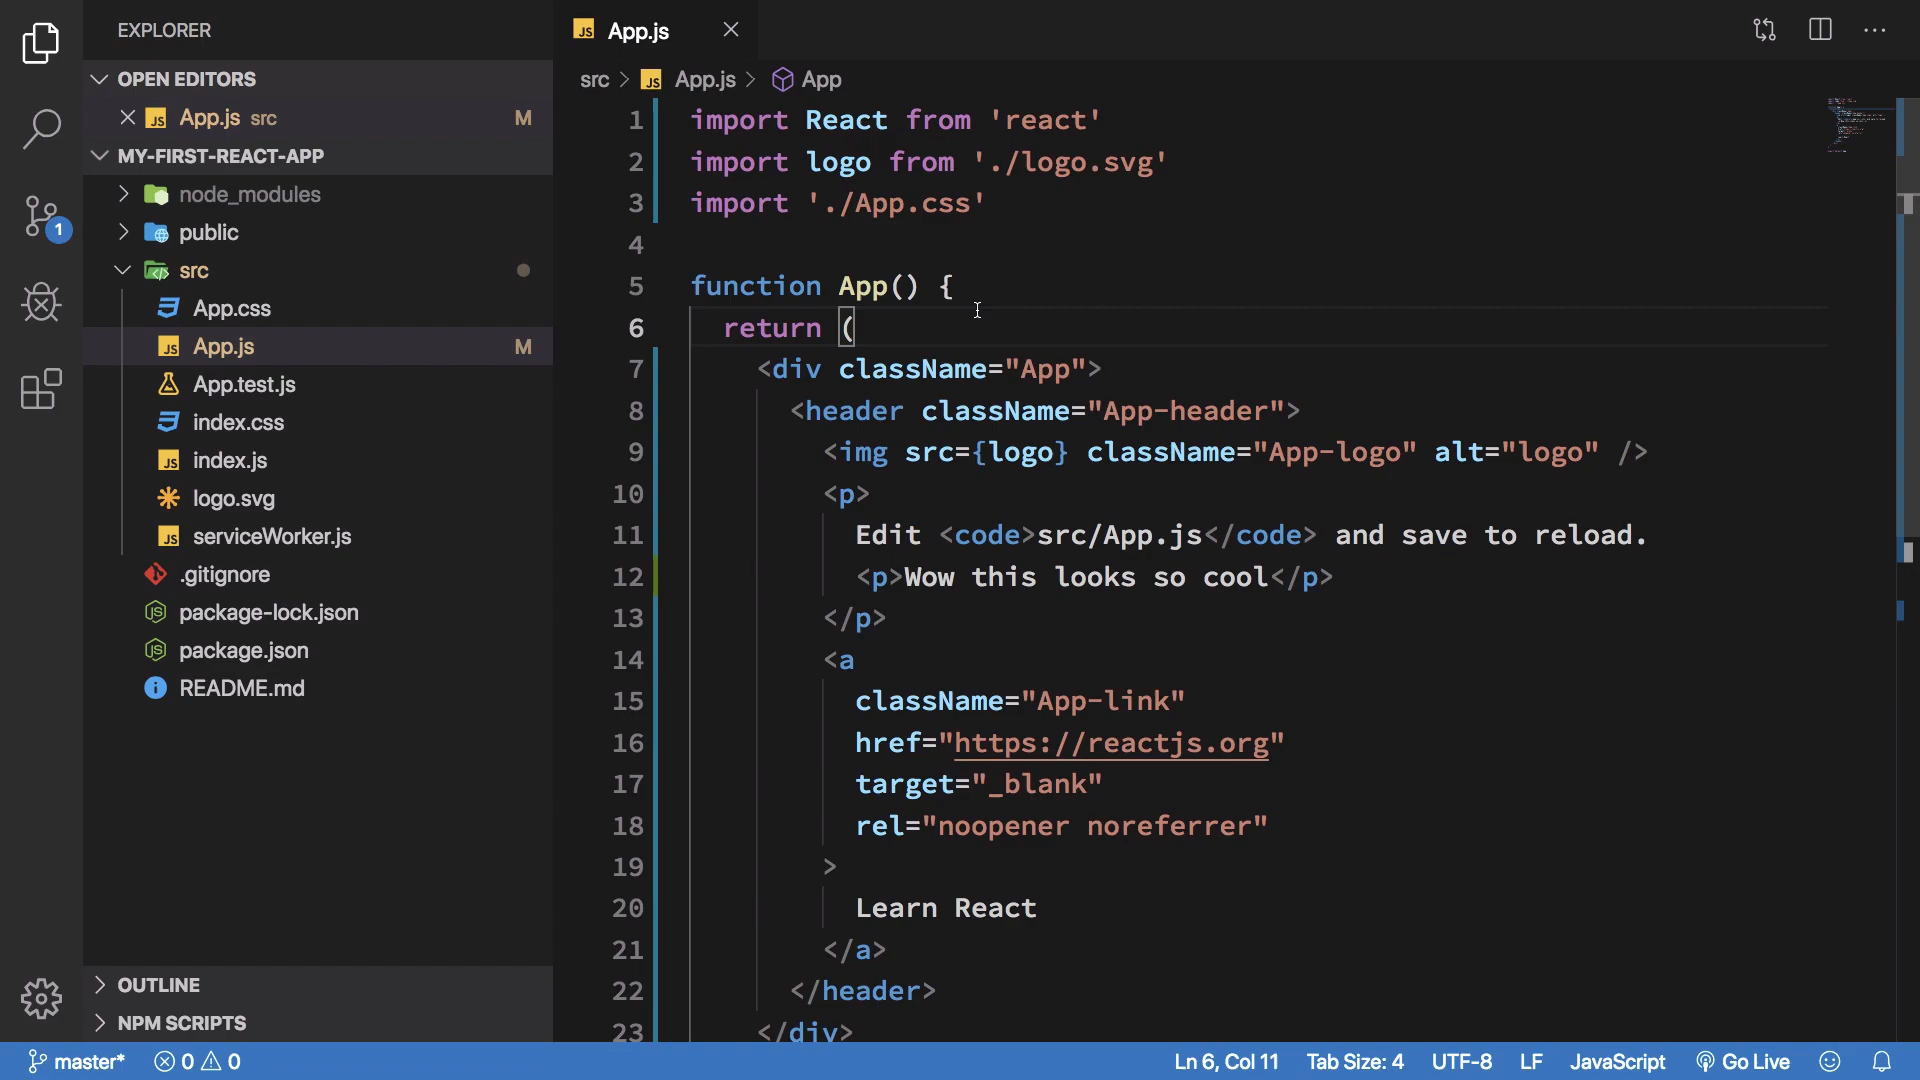 EXPLORER
OPEN EDITORS
App.js src M
MY-FIRST-REACT-APP
node_modules
public
src
App.css
App.js M
App.test.js
index.css
index.js
logo.svg
serviceWorker.js
.gitignore
package-lock.json
package.json
README.md
OUTLINE
NPM SCRIPTS
1
App.js
src > App.js > App
1 import React from 'react'
2 import logo from './logo.svg'
3 import './App.css'
4
5 function App() {
6 return (
7 <div className="App">
8 <header className="App-header">
9 <img src={logo} className="App-logo" alt="logo" />
10 <p>
11 Edit <code>src/App.js</code> and save to reload.
12 <p>Wow this looks so cool</p>
13 </p>
14 <a
15 className="App-link"
16 href="https://reactjs.org"
17 target="_blank"
18 rel="noopener noreferrer"
19 >
20 Learn React
21 </a>
22 </header>
23 </div>
master* 0 0 Ln 6, Col 11 Tab Size: 4 UTF-8 LF JavaScript Go Live